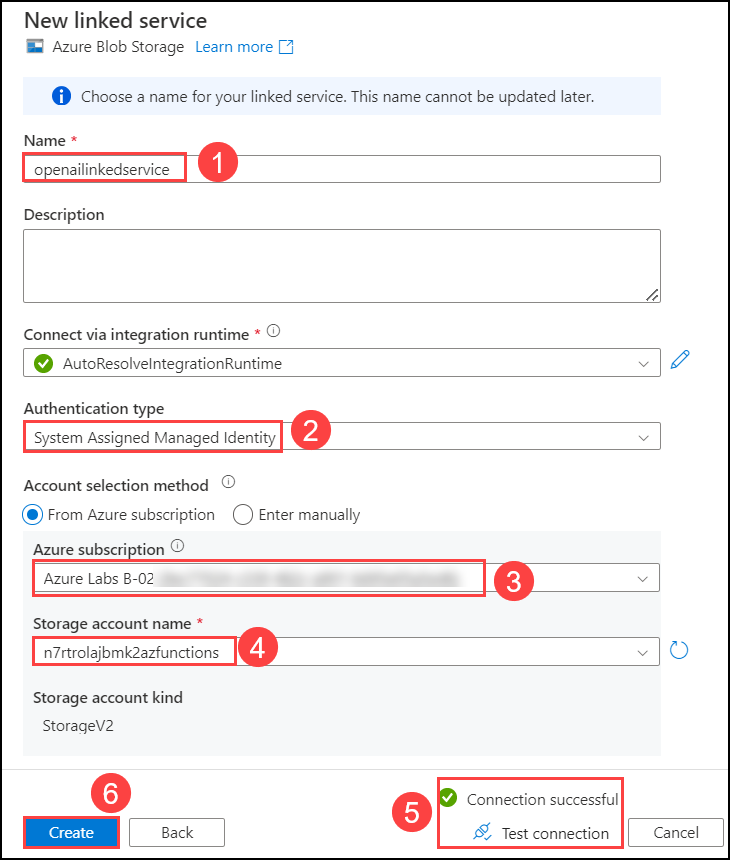 New linked service
Azure Blob Storage Learn more
Choose a name for your linked service. This name cannot be updated later.
Name *
openailinkedservice
1
Description
Connect via integration runtime *
AutoResolveIntegrationRuntime
Authentication type
System Assigned Managed Identity
2
Account selection method
From Azure subscription Enter manually
Azure subscription
Azure Labs B-02
3
Storage account name *
n7rtrolajbmk2azfunctions
4
Storage account kind
StorageV2
6
5
Connection successful
Test connection
Create Back Cancel